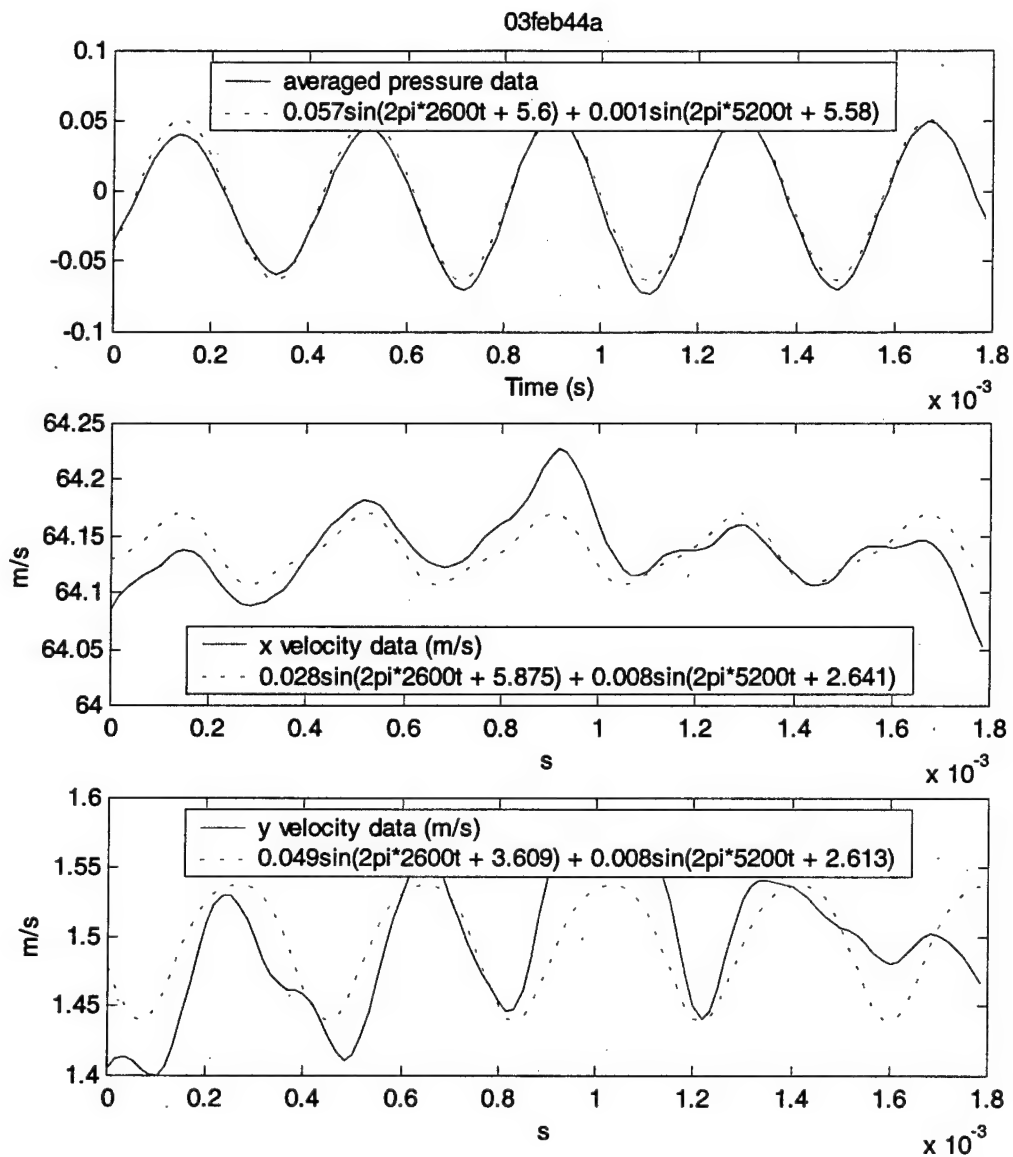 03feb44a
0.1
0.05
0
-0.05
-0.1
averaged pressure data
0.057sin(2pi*2600t + 5.6) + 0.001sin(2pi*5200t + 5.58)
0 0.2 0.4 0.6 0.8 1 1.2 1.4 1.6 1.8
Time (s)
x 10-3
64.25
64.2
64.15
64.1
64.05
64
m/s
x velocity data (m/s)
0.028sin(2pi*2600t + 5.875) + 0.008sin(2pi*5200t + 2.641)
0 0.2 0.4 0.6 0.8 1 1.2 1.4 1.6 1.8
s
x 10-3
1.6
1.55
1.5
1.45
1.4
m/s
y velocity data (m/s)
0.049sin(2pi*2600t + 3.609) + 0.008sin(2pi*5200t + 2.613)
0 0.2 0.4 0.6 0.8 1 1.2 1.4 1.6 1.8
s
x 10-3